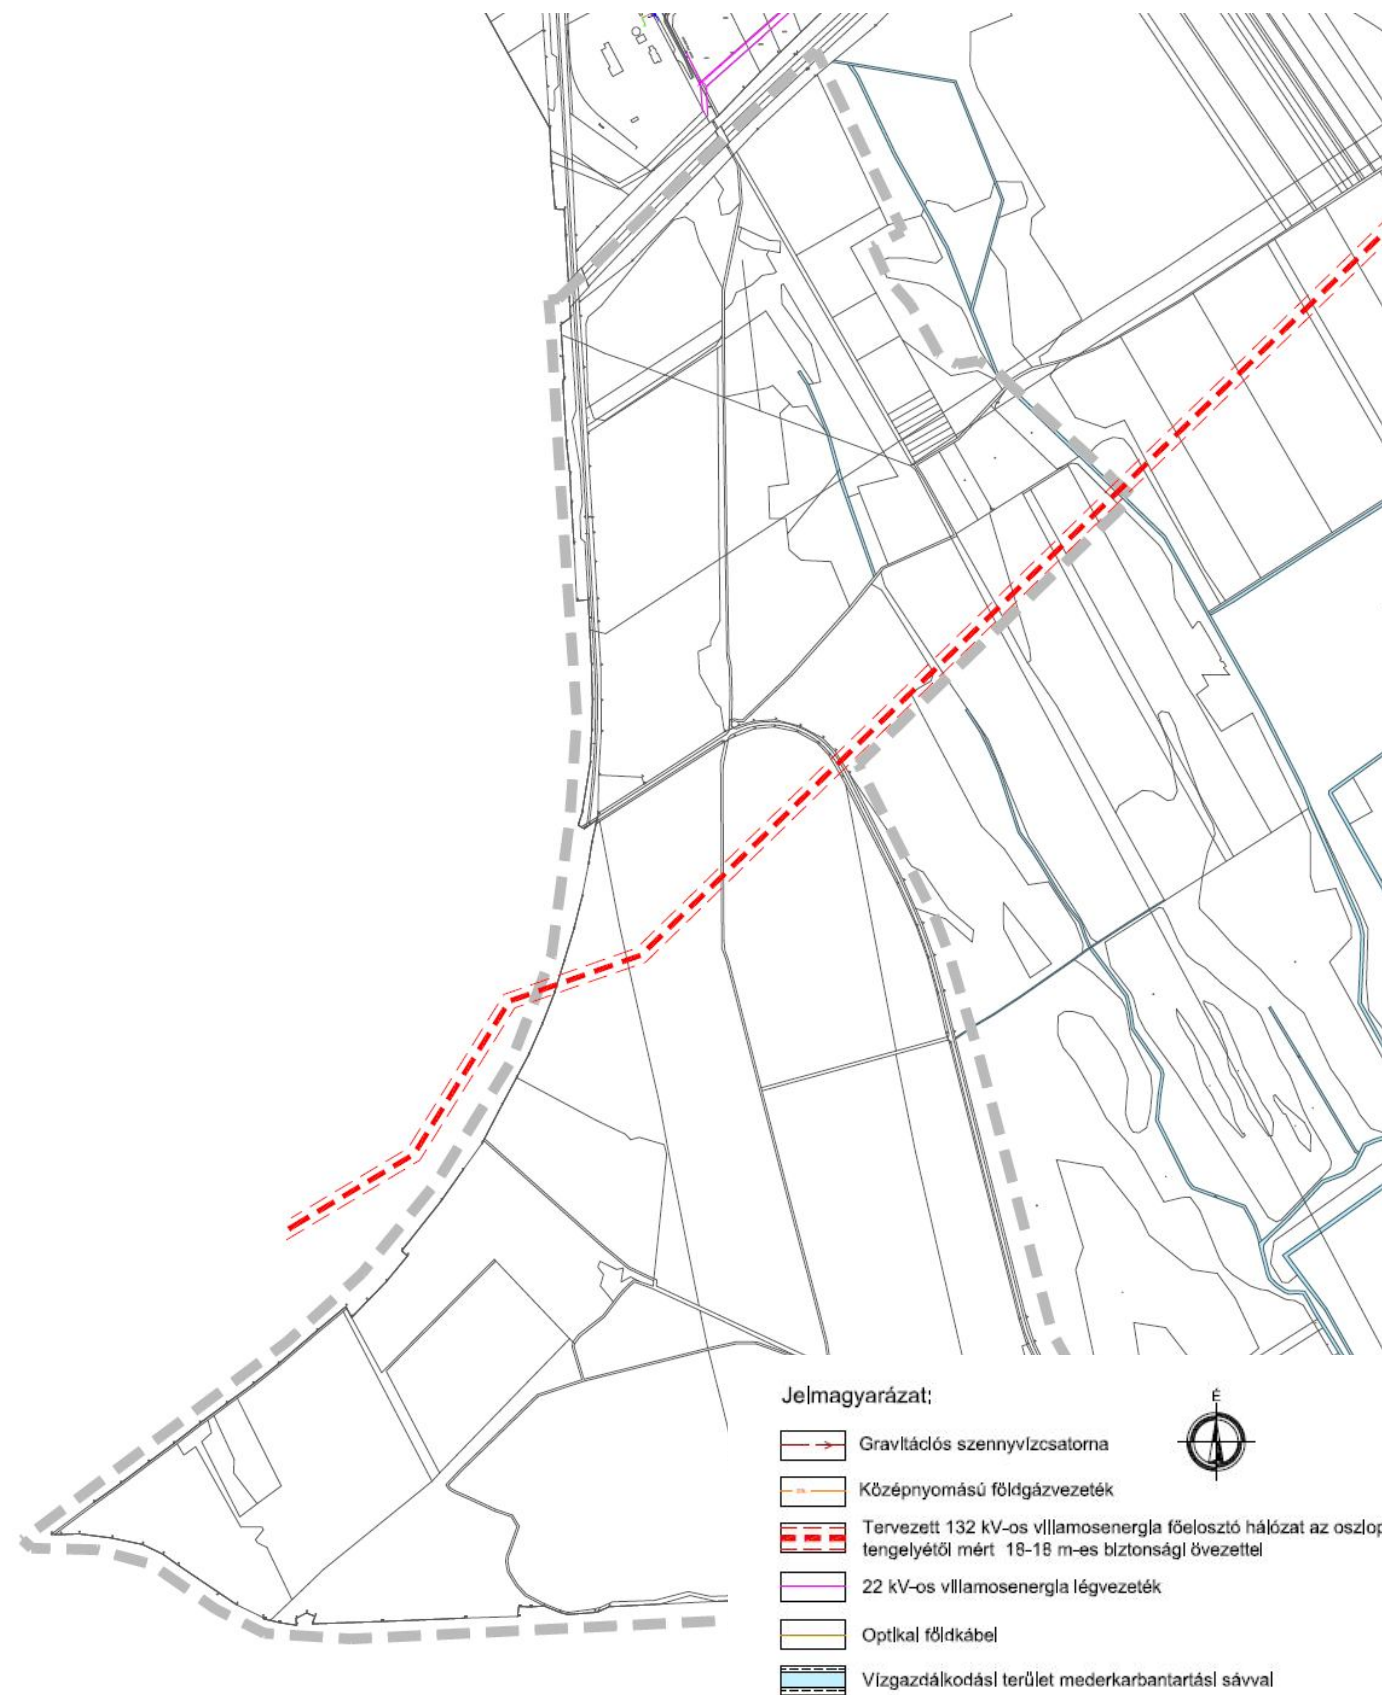 Jelmagyarázat:
É
Gravitációs szennyvízcsatorna
Középnyomású földgázvezeték
Tervezett 132 kV-os villamosenergia főelosztó hálózat az oszlop
tengelyétől mért 18-18 m-es biztonsági övezettel
22 kV-os villamosenergia légvezeték
Optikai földkábel
Vízgazdálkodási terület mederkarbantartási sávval